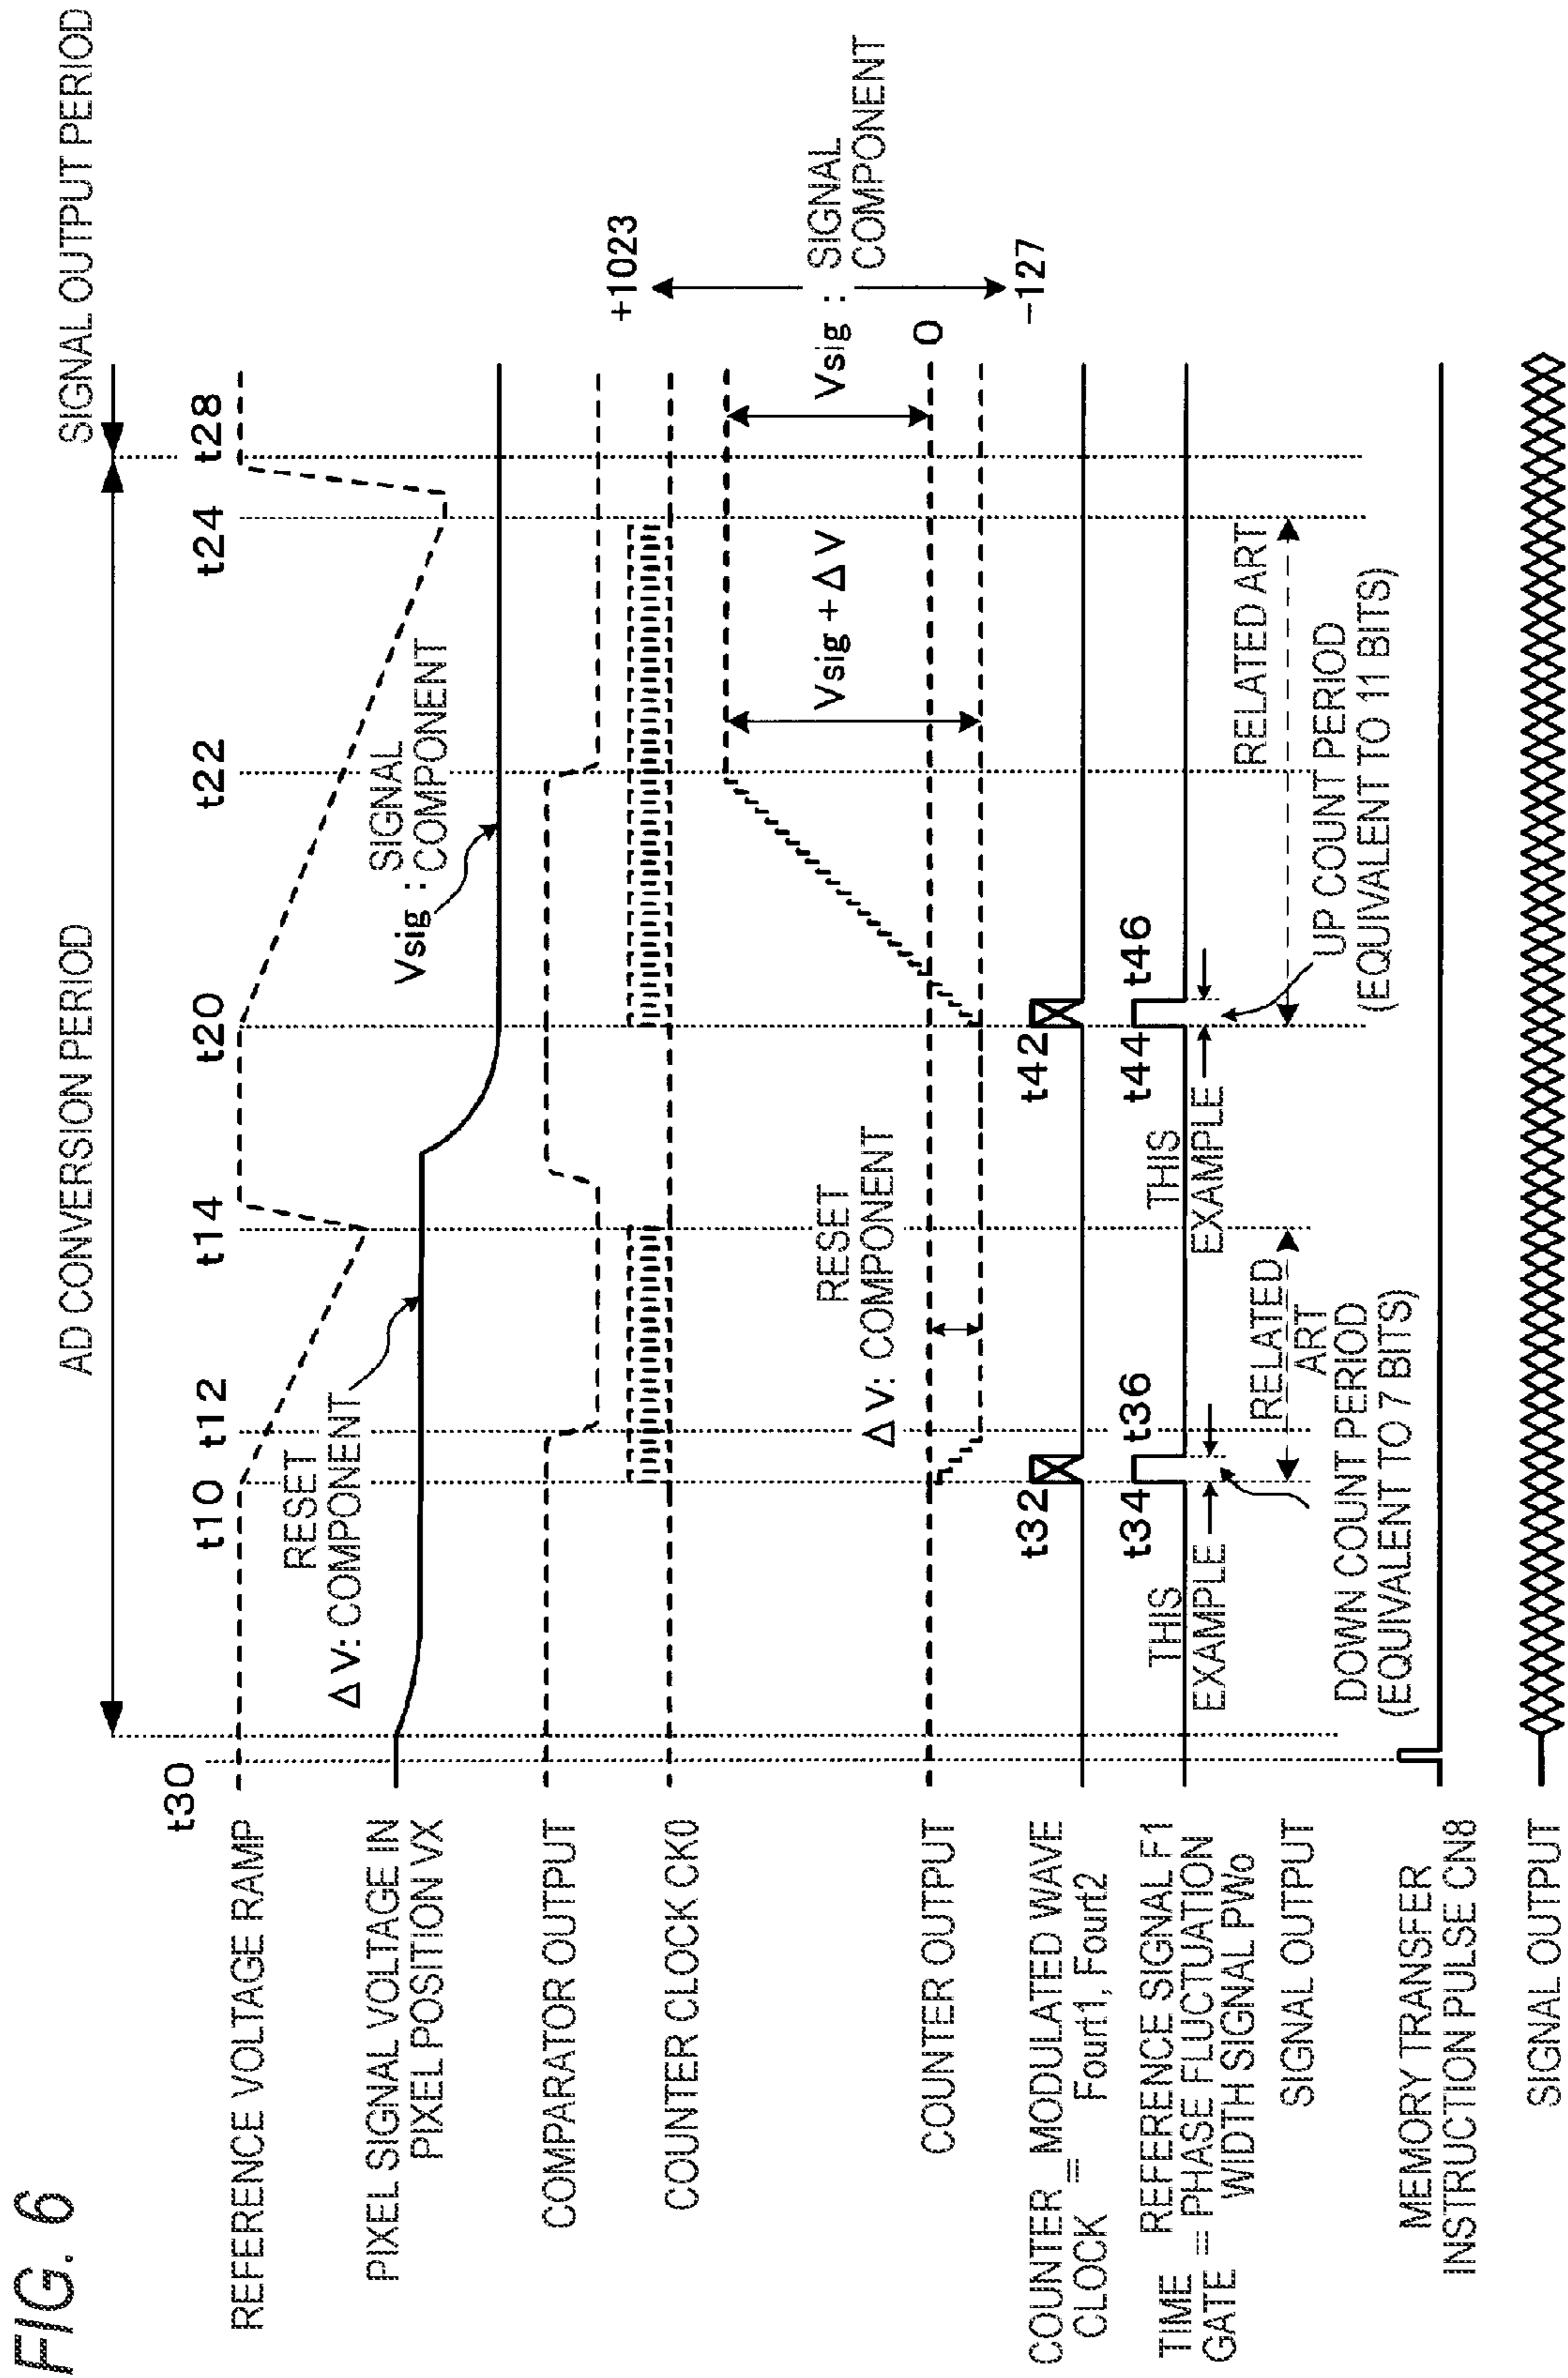 FIG. 6
AD CONVERSION PERIOD
SIGNAL OUTPUT PERIOD
t30
t10
t12
t14
t20
t22
t24
t28
REFERENCE VOLTAGE RAMP
RESET
ΔV: COMPONENT
SIGNAL
Vsig : COMPONENT
PIXEL SIGNAL VOLTAGE IN
PIXEL POSITION VX
COMPARATOR OUTPUT
COUNTER CLOCK CK0
+1023
RESET
ΔV: COMPONENT
Vsig + ΔV
Vsig : SIGNAL
COMPONENT
0
-127
COUNTER OUTPUT
COUNTER = MODULATED WAVE
CLOCK Fourt1, Fourt2
t32
t42
TIME REFERENCE SIGNAL F1
GATE = PHASE FLUCTUATION
WIDTH SIGNAL PWo
t34
t36
t44
t46
THIS
EXAMPLE
THIS
EXAMPLE
RELATED
ART
RELATED ART
SIGNAL OUTPUT
DOWN COUNT PERIOD
(EQUIVALENT TO 7 BITS)
UP COUNT PERIOD
(EQUIVALENT TO 11 BITS)
MEMORY TRANSFER
INSTRUCTION PULSE CN8
SIGNAL OUTPUT